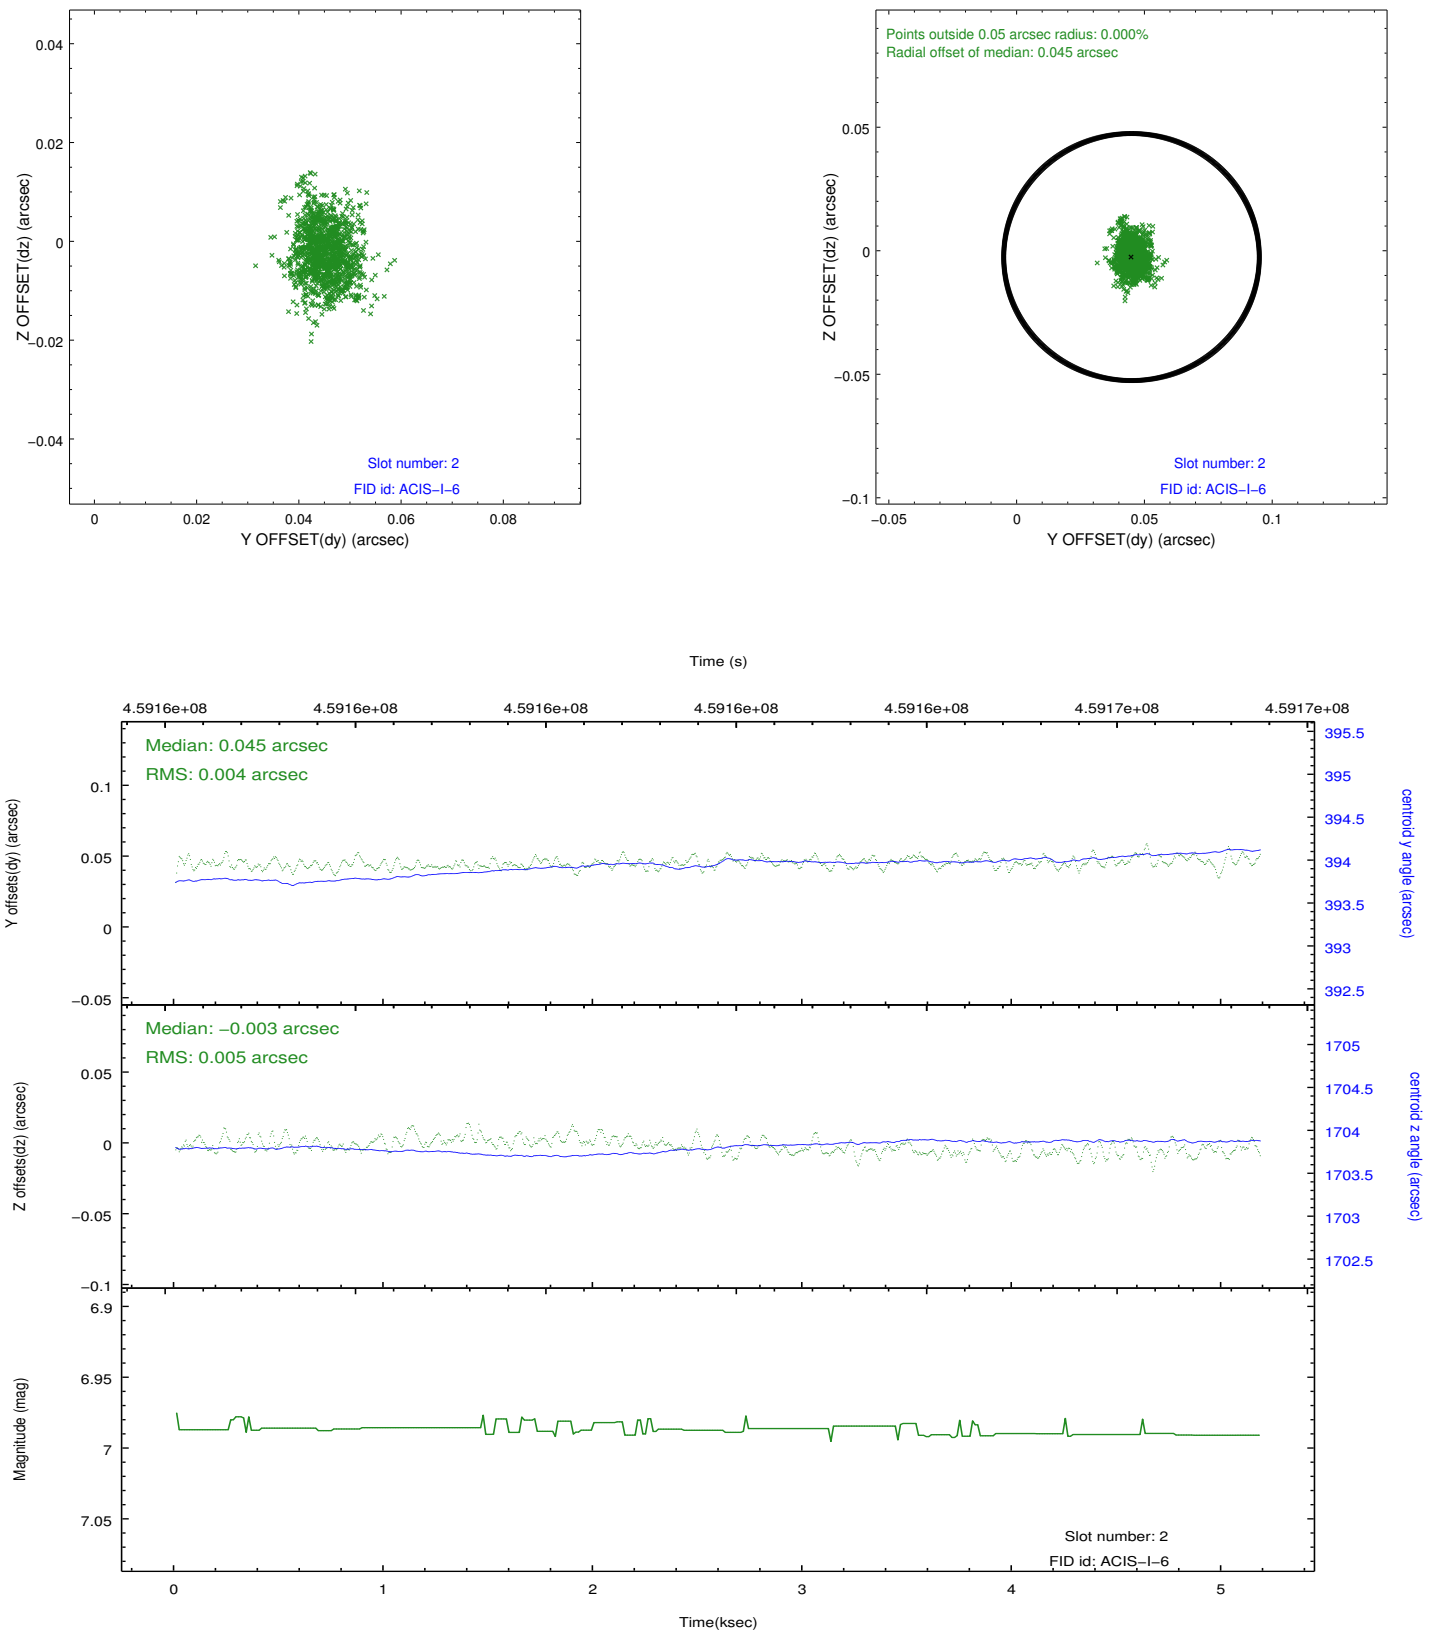 0.04
0.02
0
−0.02
−0.04
Z OFFSET(dz) (arcsec)
Slot number: 2
FID id: ACIS−I−6
0 0.02 0.04 0.06 0.08
Y OFFSET(dy) (arcsec)
Points outside 0.05 arcsec radius: 0.000%
Radial offset of median: 0.045 arcsec
0.05
0
−0.05
−0.1
Z OFFSET(dz) (arcsec)
Slot number: 2
FID id: ACIS−I−6
−0.05 0 0.05 0.1
Y OFFSET(dy) (arcsec)
Time (s)
4.5916e+08 4.5916e+08 4.5916e+08 4.5916e+08 4.5916e+08 4.5917e+08 4.5917e+08
Median: 0.045 arcsec
RMS: 0.004 arcsec
0.1
0.05
0
−0.05
Y offsets(dy) (arcsec)
395.5
395
394.5
394
393.5
393
392.5
centroid y angle (arcsec)
Median: −0.003 arcsec
RMS: 0.005 arcsec
0.05
0
−0.05
−0.1
Z offsets(dz) (arcsec)
1705
1704.5
1704
1703.5
1703
1702.5
centroid z angle (arcsec)
6.9
6.95
7
7.05
Magnitude (mag)
Slot number: 2
FID id: ACIS−I−6
0 1 2 3 4 5
Time(ksec)